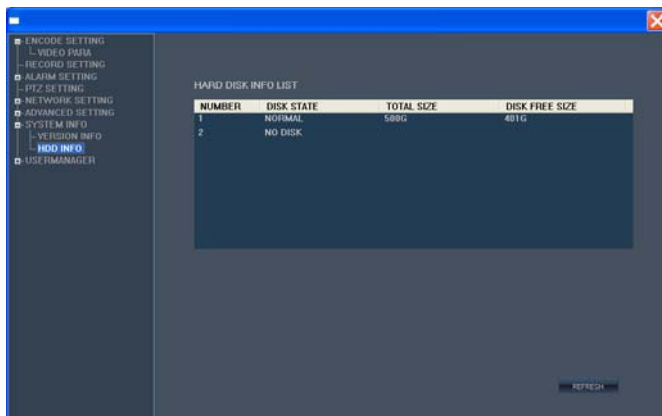 ENCODE SETTING
VIDEO PARA
RECORD SETTING
ALARM SETTING
PTZ SETTING
NETWORK SETTING
ADVANCED SETTING
SYSTEM INFO
VERSION INFO
HDD INFO
USERMANAGER
HARD DISK INFO LIST
NUMBER DISK STATE TOTAL SIZE DISK FREE SIZE
1 NORMAL 500G 401G
2 NO DISK
REFRESH